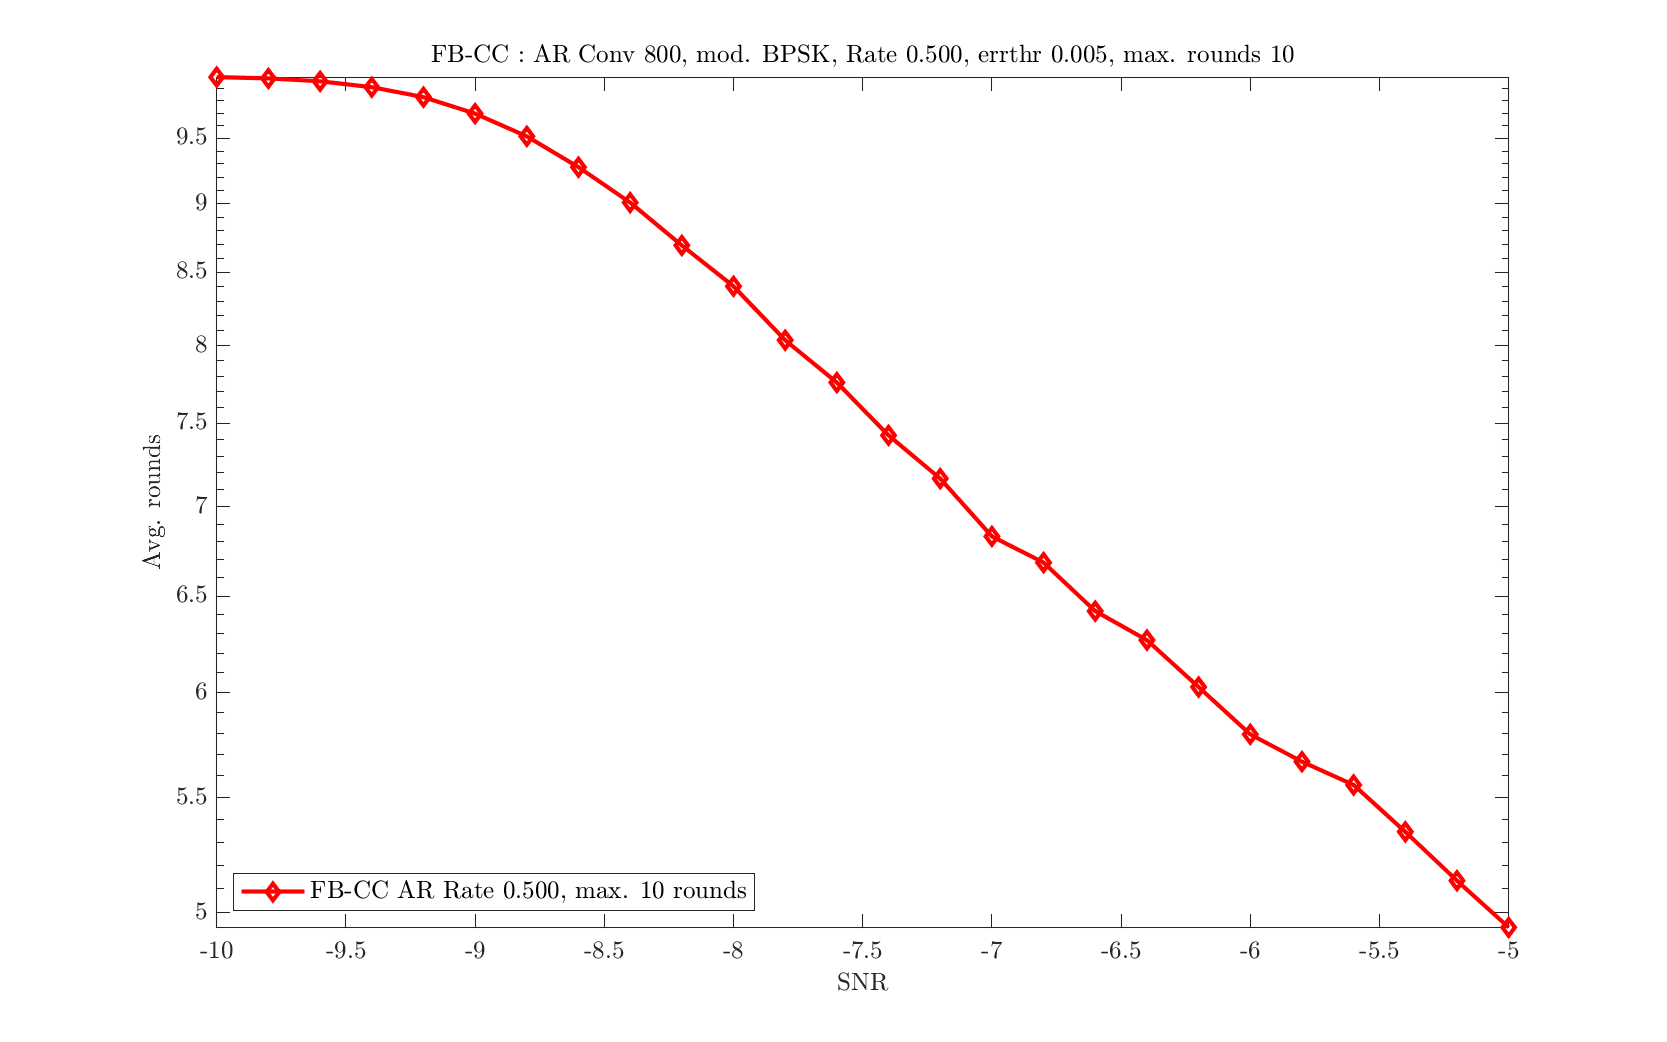 FB-CC : AR Conv 800, mod. BPSK, Rate 0.500, errthr 0.005, max. rounds 10
9.5
9
8.5
8
7.5
7
6.5
6
5.5
5
Avg. rounds
FB-CC AR Rate 0.500, max. 10 rounds
-10 -9.5 -9 -8.5 -8 -7.5 -7 -6.5 -6 -5.5 -5
SNR